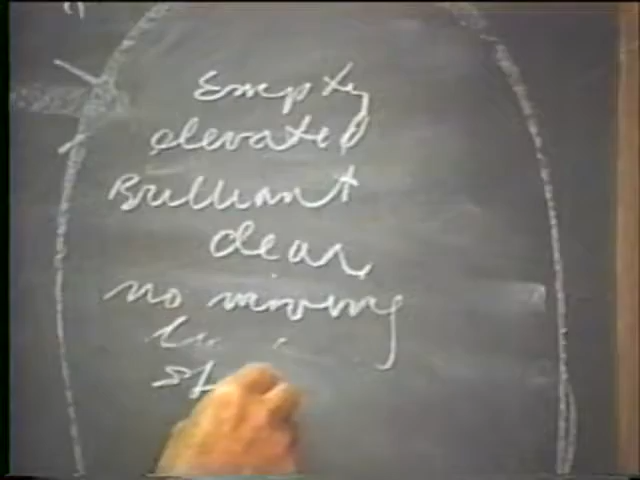 Empty
elevated
Brilliant
clear
no moving